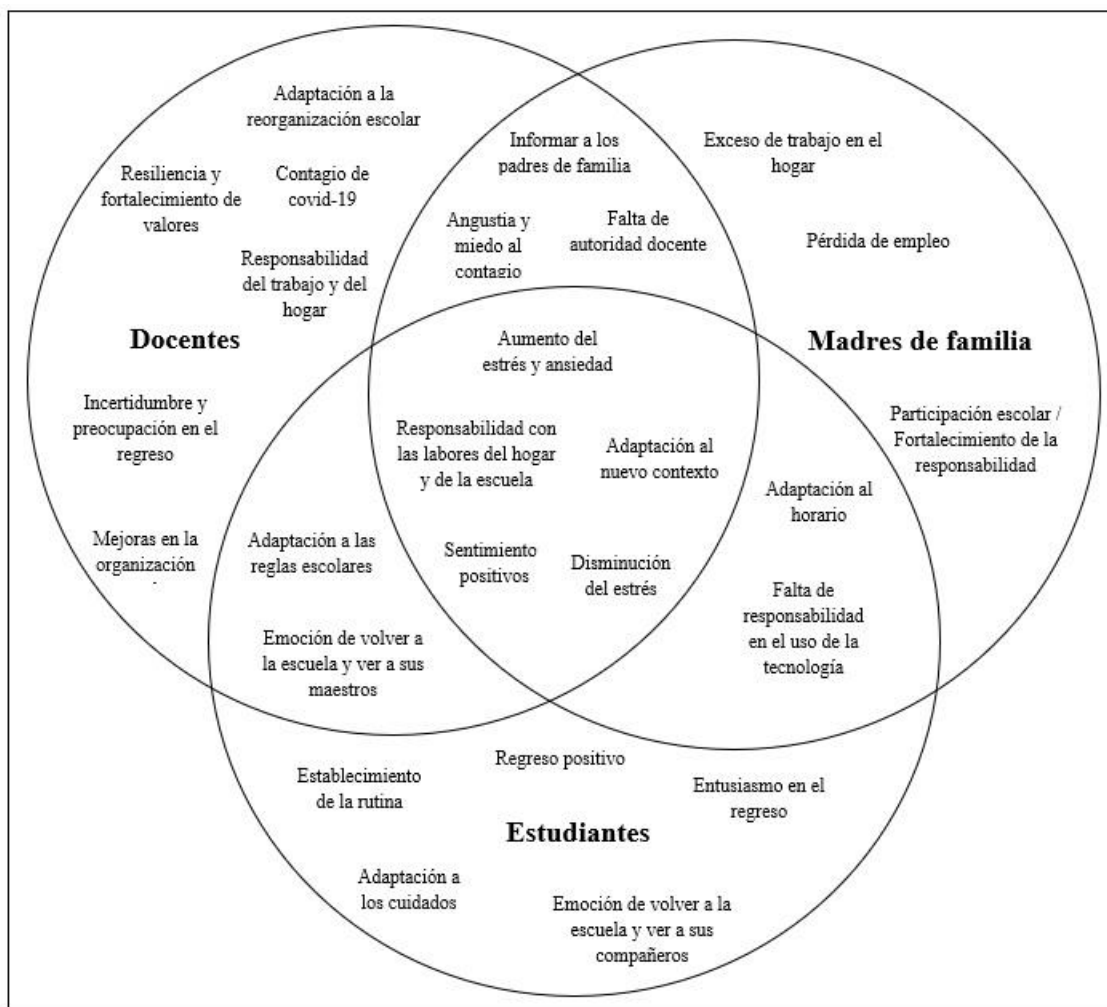 Adaptación a la
reorganización escolar
Resiliencia y
fortalecimiento de
valores
Contagio de
covid-19
Responsabilidad
del trabajo y del
hogar
Docentes
Incertidumbre y
preocupación en el
regreso
Mejoras en la
organización
Informar a los
padres de familia
Angustia y
miedo al
contagio
Falta de
autoridad docente
Exceso de trabajo en el
hogar
Pérdida de empleo
Madres de familia
Participación escolar /
Fortalecimiento de la
responsabilidad
Aumento del
estrés y ansiedad
Responsabilidad con
las labores del hogar
y de la escuela
Adaptación al
nuevo contexto
Sentimiento
positivos
Disminución
del estrés
Adaptación al
horario
Falta de
responsabilidad
en el uso de la
tecnología
Adaptación a las
reglas escolares
Emoción de volver a
la escuela y ver a sus
maestros
Regreso positivo
Establecimiento
de la rutina
Entusiasmo en el
regreso
Estudiantes
Adaptación a
los cuidados
Emoción de volver a la
escuela y ver a sus
compañeros